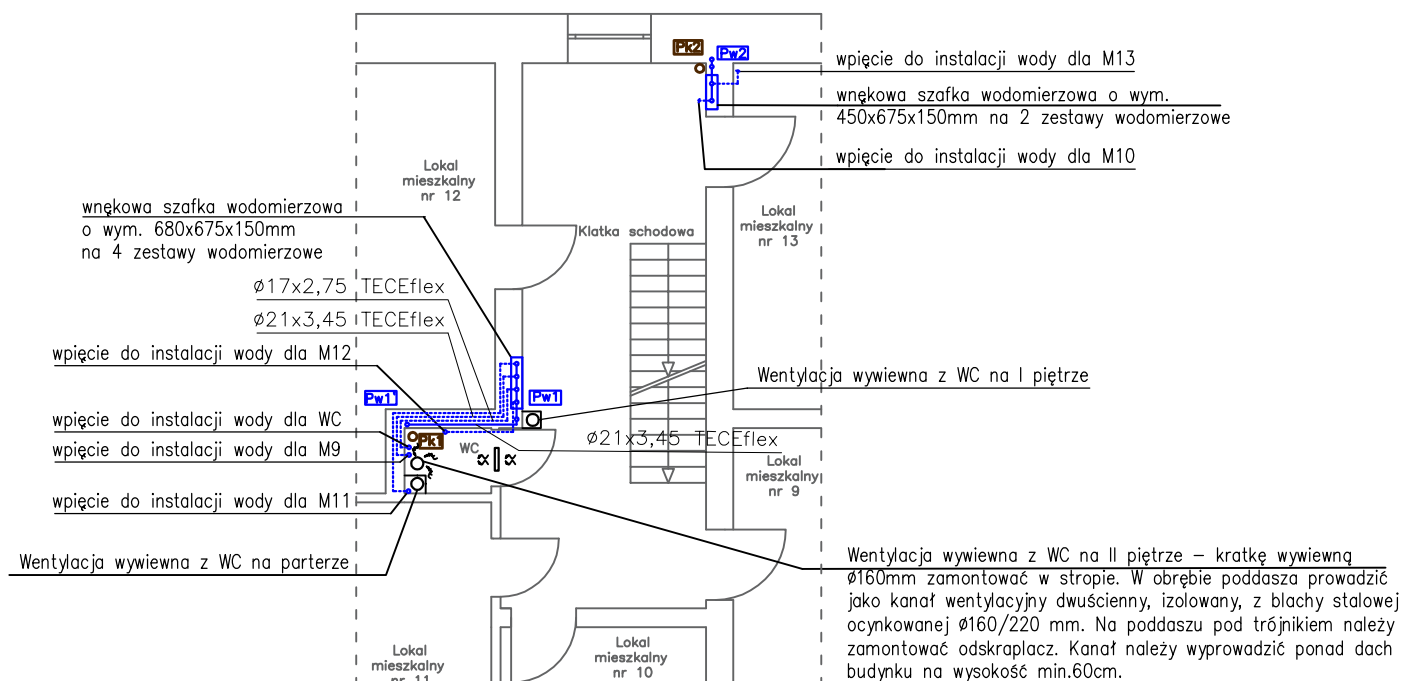 Pk2
Pw2
wpięcie do instalacji wody dla M13
wnękowa szafka wodomierzowa o wym.
450x675x150mm na 2 zestawy wodomierzowe
wpięcie do instalacji wody dla M10
Lokal
mieszkalny
nr 12
wnękowa szafka wodomierzowa
o wym. 680x675x150mm
na 4 zestawy wodomierzowe
Klatka schodowa
Lokal
mieszkalny
nr 13
ø17x2,75 TECEflex
ø21x3,45 TECEflex
wpięcie do instalacji wody dla M12
Wentylacja wywiewna z WC na I piętrze
Pw1'
Pw1
wpięcie do instalacji wody dla WC
Pk1
WC
ø21x3,45 TECEflex
wpięcie do instalacji wody dla M9
Lokal
mieszkalny
nr 9
wpięcie do instalacji wody dla M11
Wentylacja wywiewna z WC na parterze
Wentylacja wywiewna z WC na II piętrze – kratkę wywiewną
ø160mm zamontować w stropie. W obrębie poddasza prowadzić
jako kanał wentylacyjny dwuścienny, izolowany, z blachy stalowej
ocynkowanej ø160/220 mm. Na poddaszu pod trójnikiem należy
zamontować odskraplacz. Kanał należy wyprowadzić ponad dach
budynku na wysokość min.60cm.
Lokal
mieszkalny
nr 11
Lokal
mieszkalny
nr 10